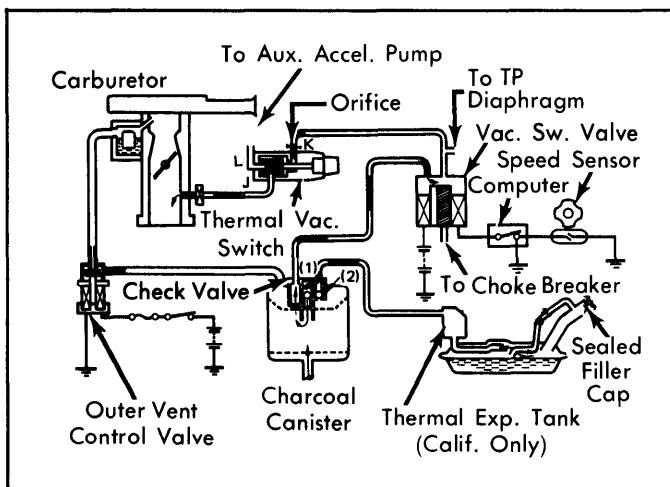 To Aux. Accel. Pump
Carburetor
Orifice
To TP
Diaphragm
Vac. Sw. Valve
Speed Sensor
Computer
K
L
J
Thermal Vac.
Switch
(1)
(2)
Check Valve
To Choke Breaker
Outer Vent
Control Valve
Charcoal
Canister
Thermal Exp. Tank
(Calif. Only)
Sealed
Filler
Cap